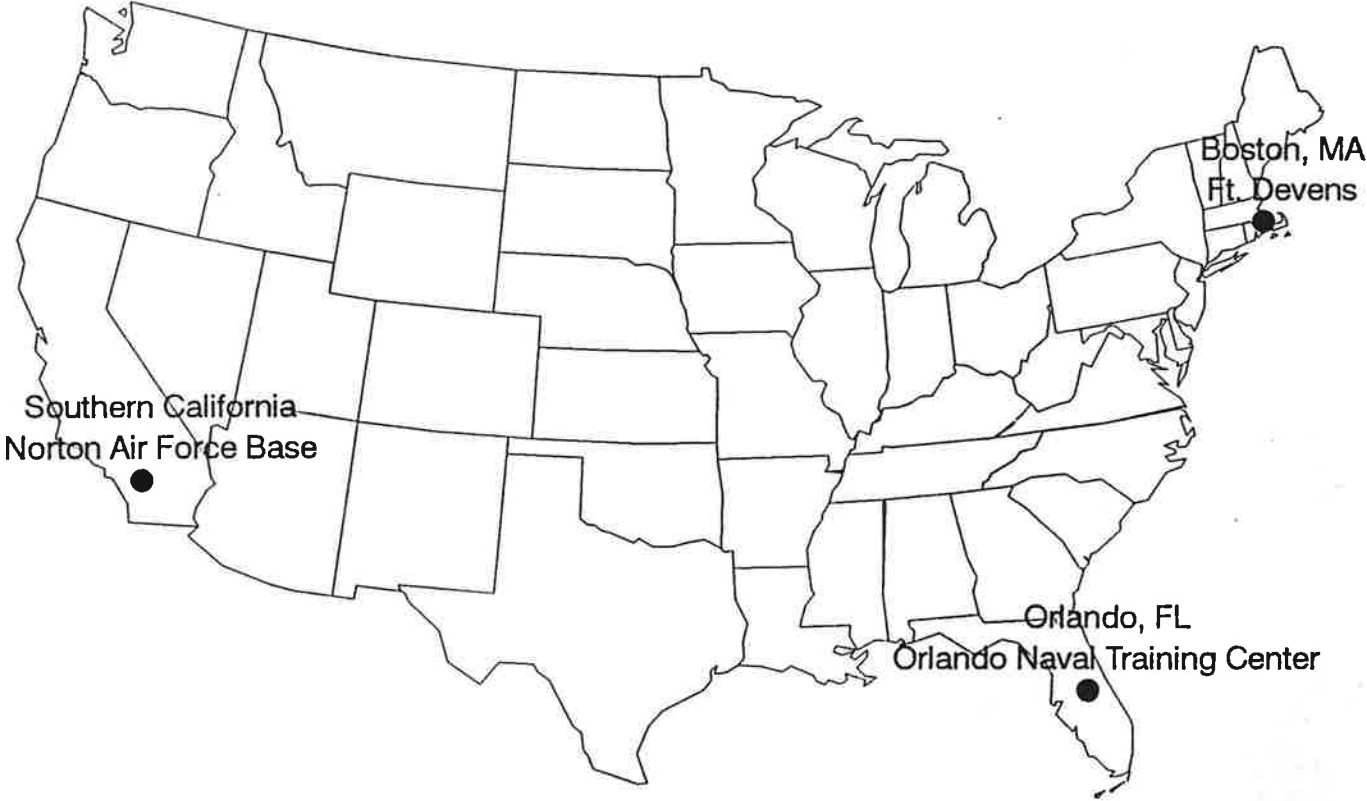 Boston, MA
Ft. Devens
Southern California
Norton Air Force Base
Orlando, FL
Orlando Naval Training Center